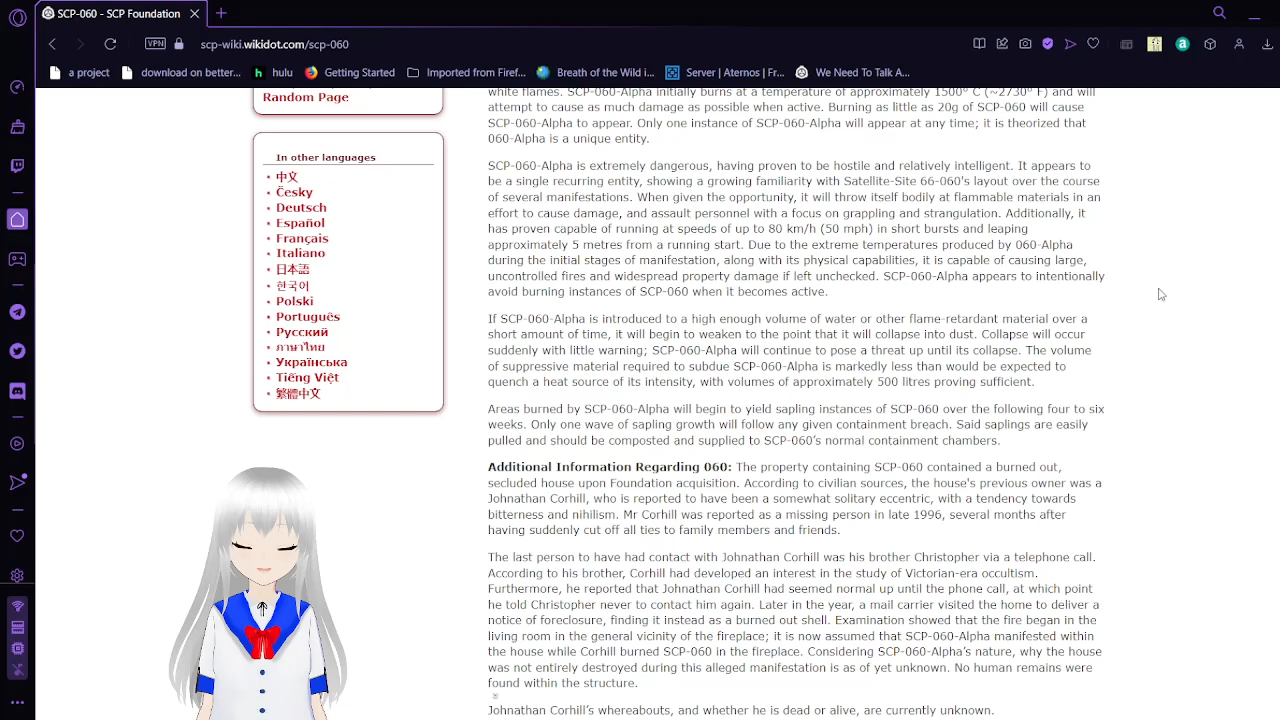 SCP-060 - SCP Foundation
VPN
scp-wiki.wikidot.com/scp-060
a project
download on better...
hulu
Getting Started
Imported from Firef...
Breath of the Wild i...
Server | Aternos | Fr...
We Need To Talk A...
Random Page
In other languages
中文
Česky
Deutsch
Español
Français
Italiano
日本語
한국어
Polski
Português
Русский
ภาษาไทย
Українська
Tiếng Việt
繁體中文
white flames. SCP-060-Alpha initially burns at a temperature of approximately 1500° C (~2730° F) and will
attempt to cause as much damage as possible when active. Burning as little as 20g of SCP-060 will cause
SCP-060-Alpha to appear. Only one instance of SCP-060-Alpha will appear at any time; it is theorized that
060-Alpha is a unique entity.
SCP-060-Alpha is extremely dangerous, having proven to be hostile and relatively intelligent. It appears to
be a single recurring entity, showing a growing familiarity with Satellite-Site 66-060's layout over the course
of several manifestations. When given the opportunity, it will throw itself bodily at flammable materials in an
effort to cause damage, and assault personnel with a focus on grappling and strangulation. Additionally, it
has proven capable of running at speeds of up to 80 km/h (50 mph) in short bursts and leaping
approximately 5 metres from a running start. Due to the extreme temperatures produced by 060-Alpha
during the initial stages of manifestation, along with its physical capabilities, it is capable of causing large,
uncontrolled fires and widespread property damage if left unchecked. SCP-060-Alpha appears to intentionally
avoid burning instances of SCP-060 when it becomes active.
If SCP-060-Alpha is introduced to a high enough volume of water or other flame-retardant material over a
short amount of time, it will begin to weaken to the point that it will collapse into dust. Collapse will occur
suddenly with little warning; SCP-060-Alpha will continue to pose a threat up until its collapse. The volume
of suppressive material required to subdue SCP-060-Alpha is markedly less than would be expected to
quench a heat source of its intensity, with volumes of approximately 500 litres proving sufficient.
Areas burned by SCP-060-Alpha will begin to yield sapling instances of SCP-060 over the following four to six
weeks. Only one wave of sapling growth will follow any given containment breach. Said saplings are easily
pulled and should be composted and supplied to SCP-060's normal containment chambers.
Additional Information Regarding 060: The property containing SCP-060 contained a burned out,
secluded house upon Foundation acquisition. According to civilian sources, the house's previous owner was a
Johnathan Corhill, who is reported to have been a somewhat solitary eccentric, with a tendency towards
bitterness and nihilism. Mr Corhill was reported as a missing person in late 1996, several months after
having suddenly cut off all ties to family members and friends.
The last person to have had contact with Johnathan Corhill was his brother Christopher via a telephone call.
According to his brother, Corhill had developed an interest in the study of Victorian-era occultism.
Furthermore, he reported that Johnathan Corhill had seemed normal up until the phone call, at which point
he told Christopher never to contact him again. Later in the year, a mail carrier visited the home to deliver a
notice of foreclosure, finding it instead as a burned out shell. Examination showed that the fire began in the
living room in the general vicinity of the fireplace; it is now assumed that SCP-060-Alpha manifested within
the house while Corhill burned SCP-060 in the fireplace. Considering SCP-060-Alpha's nature, why the house
was not entirely destroyed during this alleged manifestation is as of yet unknown. No human remains were
found within the structure.
Johnathan Corhill's whereabouts, and whether he is dead or alive, are currently unknown.